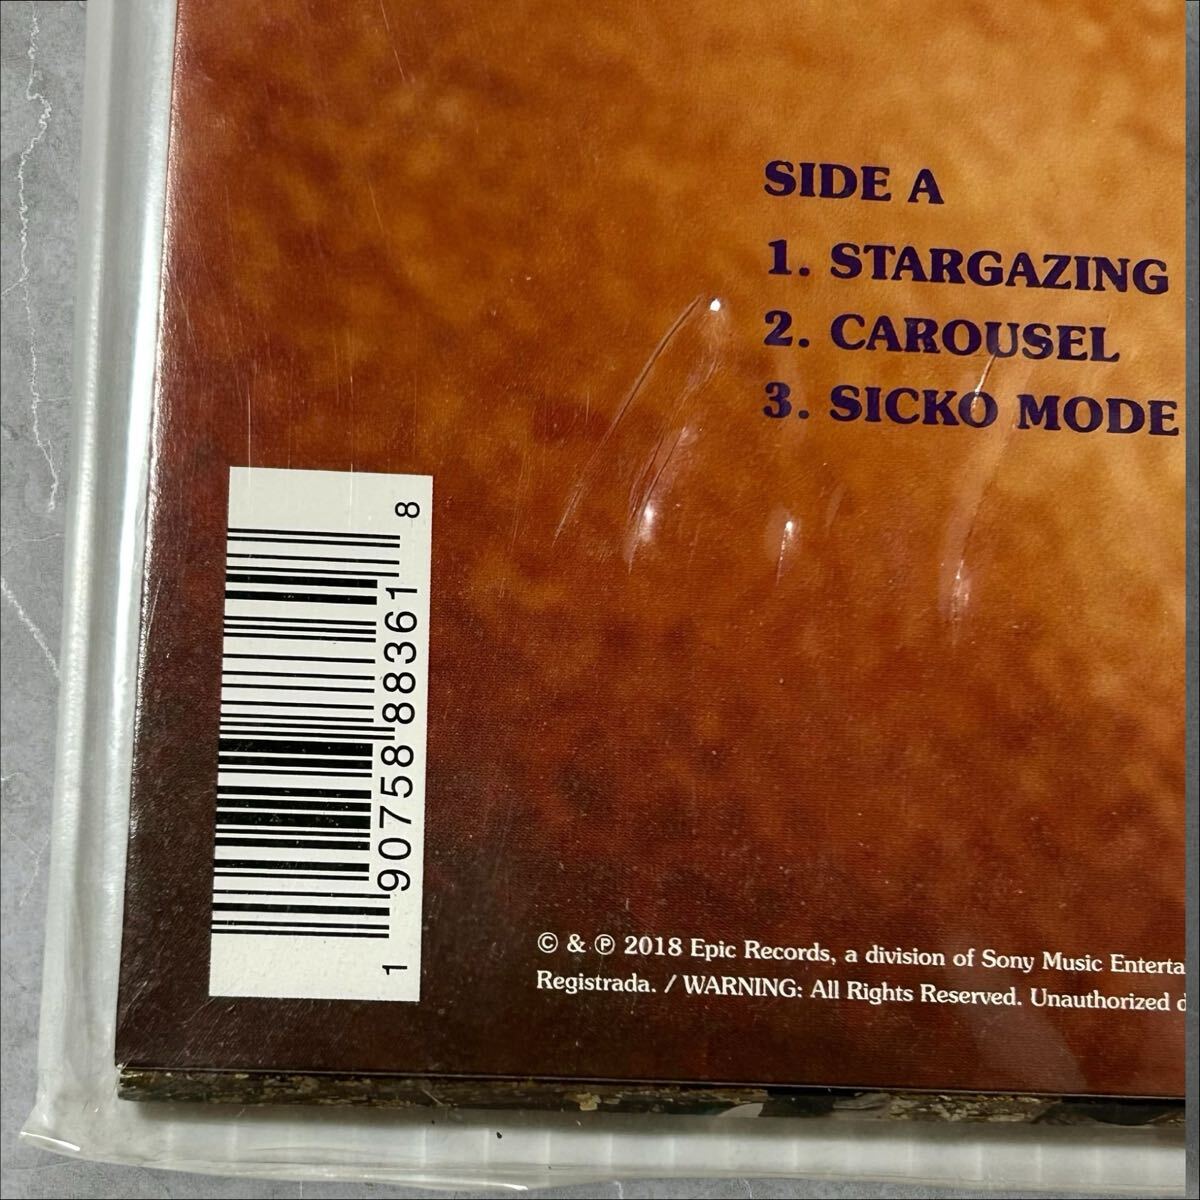 SIDE A
1. STARGAZING
2. CAROUSEL
3. SICKO MODE
1 90758 88361 8
© & ℗ 2018 Epic Records, a division of Sony Music Enterta
Registrada. / WARNING: All Rights Reserved. Unauthorized d